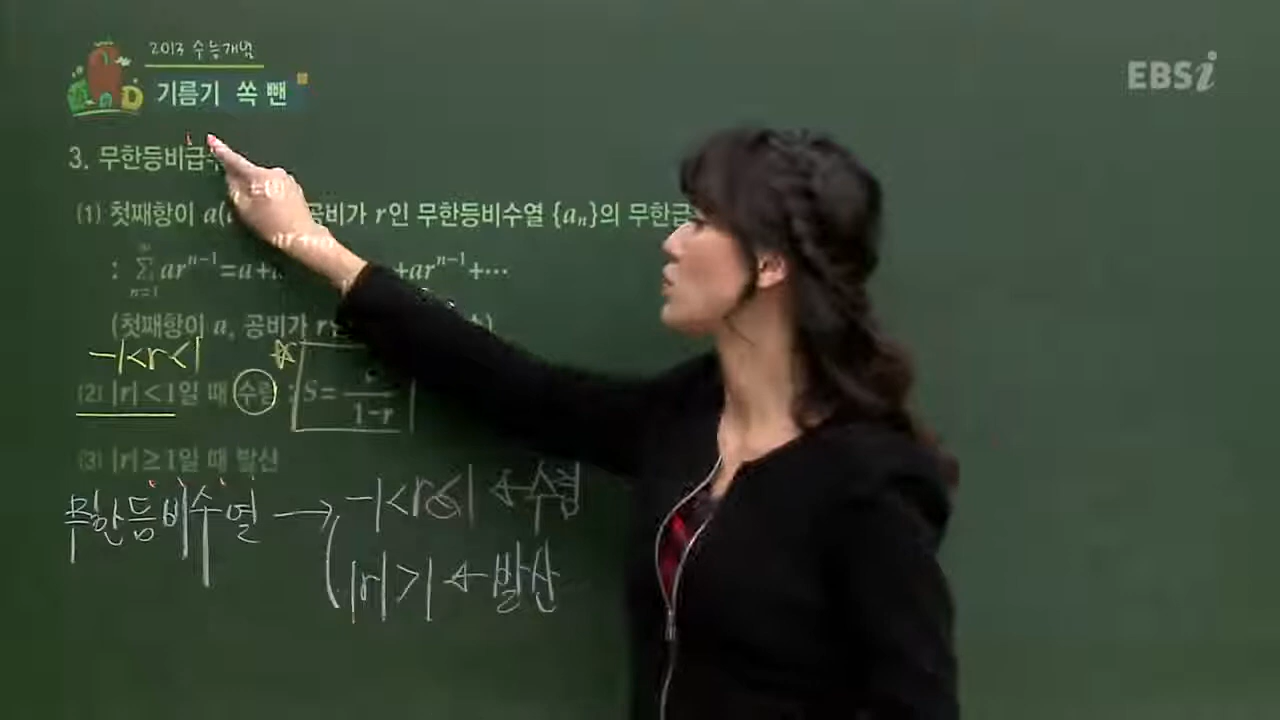 2013 수능개념
EBSi
기름기 쏙 뺀
3. 무한등비급수
(1) 첫째항이 a( 공비가 r인 무한등비수열 {aₙ}의 무한급
: ∞Σn=1 arⁿ⁻¹=a+ +arⁿ⁻¹+⋯
(첫째항이 a, 공비가 r
-1<r<1
(2) |r|<1일 때 수렴 : S= 1-r
(3) |r|≥1일 때 발산
무한등비수열 → -1<r≤1 ← 수렴
|r|>1 ← 발산